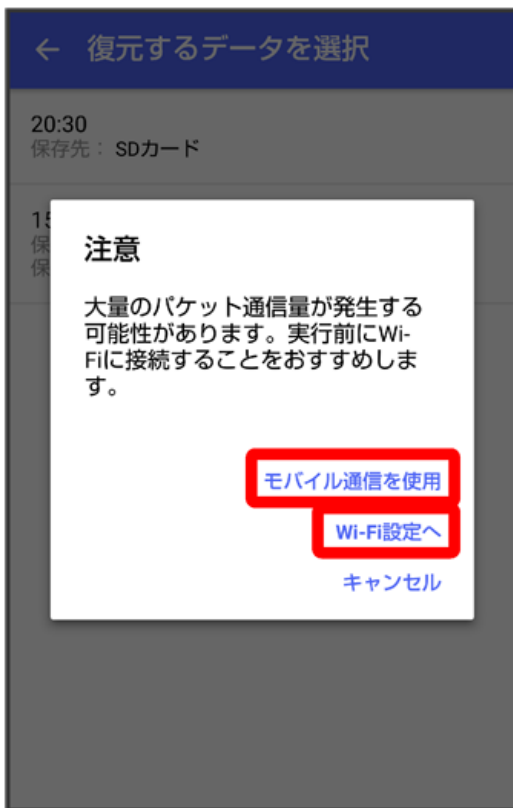 ← 復元するデータを選択
20:30
保存先： SDカード
15
保
保
注意
大量のパケット通信量が発生する
可能性があります。実行前にWi-
Fiに接続することをおすすめしま
す。
モバイル通信を使用
Wi-Fi設定へ
キャンセル